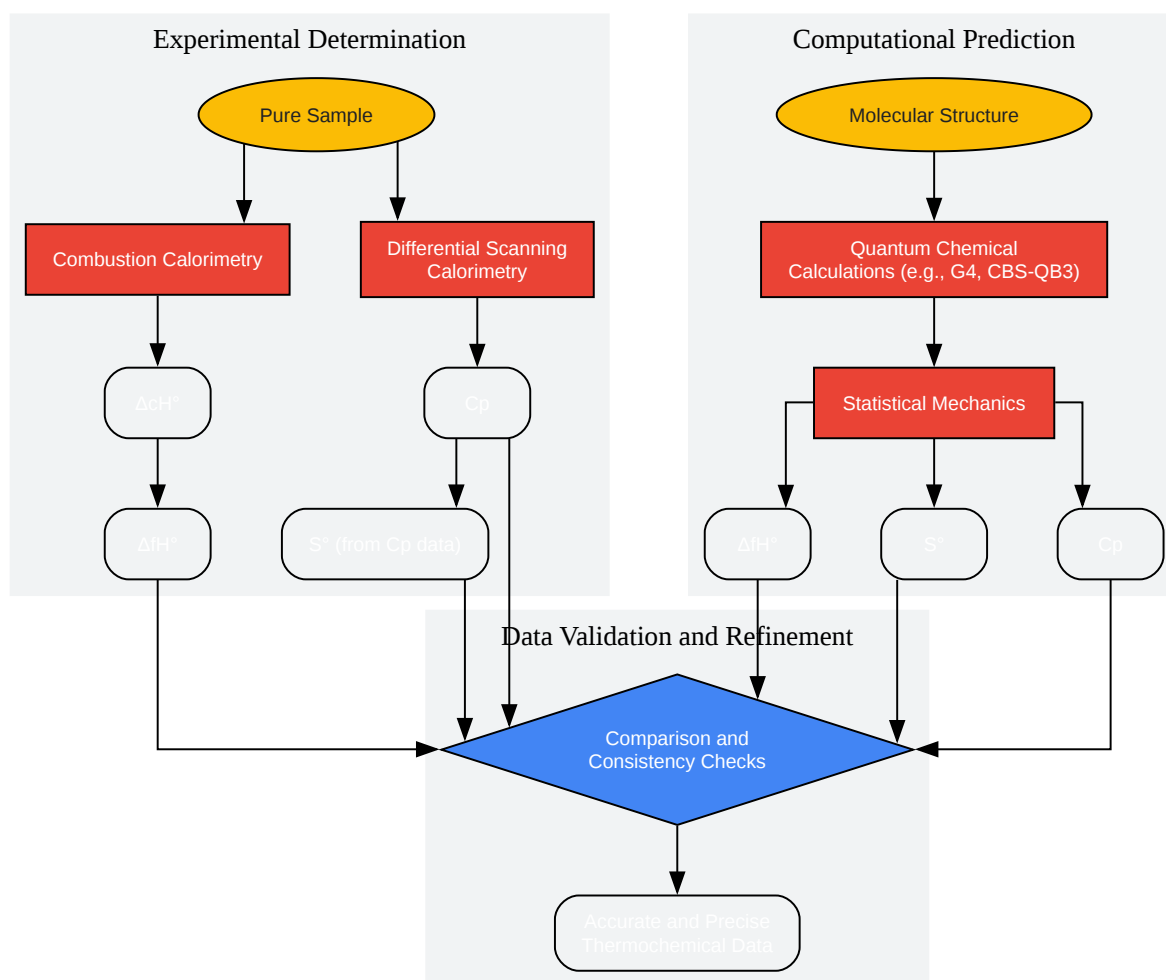 Experimental Determination
Computational Prediction
Pure Sample
Molecular Structure
Combustion Calorimetry
Differential Scanning
Calorimetry
Quantum Chemical
Calculations (e.g., G4, CBS-QB3)
ΔcH°
Cp
Statistical Mechanics
ΔfH°
S° (from Cp data)
ΔfH°
S°
Cp
Data Validation and Refinement
Comparison and
Consistency Checks
Accurate and Precise
Thermochemical Data